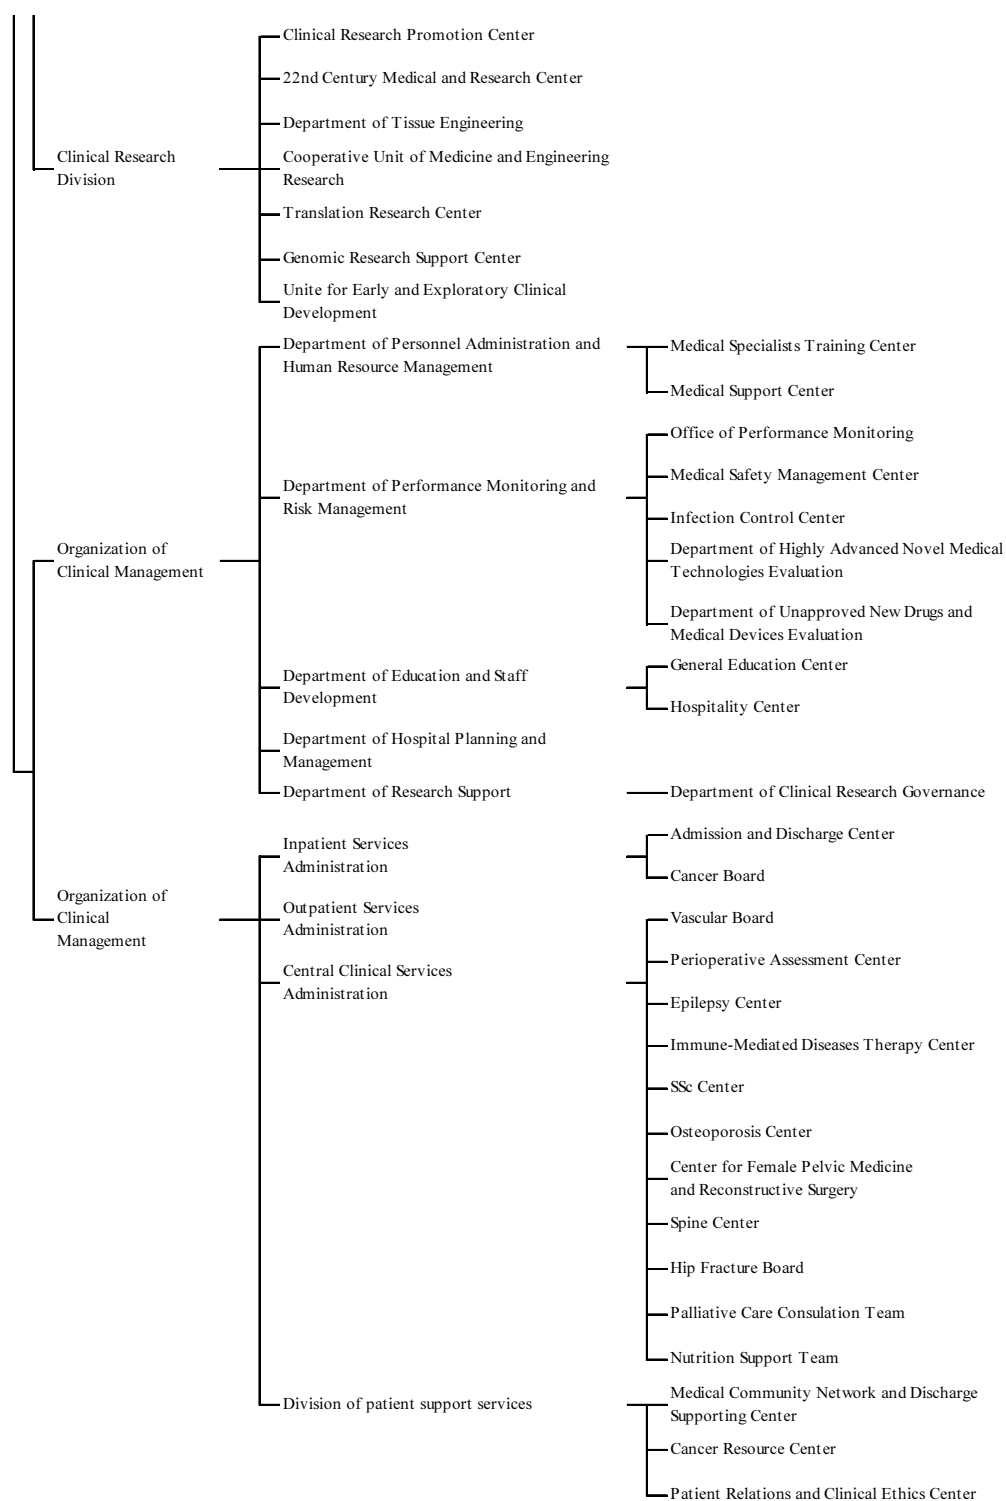 Clinical Research Promotion Center
22nd Century Medical and Research Center
Department of Tissue Engineering
Clinical Research
Division
Cooperative Unit of Medicine and Engineering
Research
Translation Research Center
Genomic Research Support Center
Unite for Early and Exploratory Clinical
Development
Department of Personnel Administration and
Human Resource Management
Medical Specialists Training Center
Medical Support Center
Office of Performance Monitoring
Department of Performance Monitoring and
Risk Management
Medical Safety Management Center
Infection Control Center
Organization of
Clinical Management
Department of Highly Advanced Novel Medical
Technologies Evaluation
Department of Unapproved New Drugs and
Medical Devices Evaluation
Department of Education and Staff
Development
General Education Center
Hospitality Center
Department of Hospital Planning and
Management
Department of Research Support
Department of Clinical Research Governance
Inpatient Services
Administration
Admission and Discharge Center
Cancer Board
Organization of
Clinical
Management
Outpatient Services
Administration
Central Clinical Services
Administration
Vascular Board
Perioperative Assessment Center
Epilepsy Center
Immune-Mediated Diseases Therapy Center
SSc Center
Osteoporosis Center
Center for Female Pelvic Medicine
and Reconstructive Surgery
Spine Center
Hip Fracture Board
Palliative Care Consulation Team
Nutrition Support Team
Division of patient support services
Medical Community Network and Discharge
Supporting Center
Cancer Resource Center
Patient Relations and Clinical Ethics Center